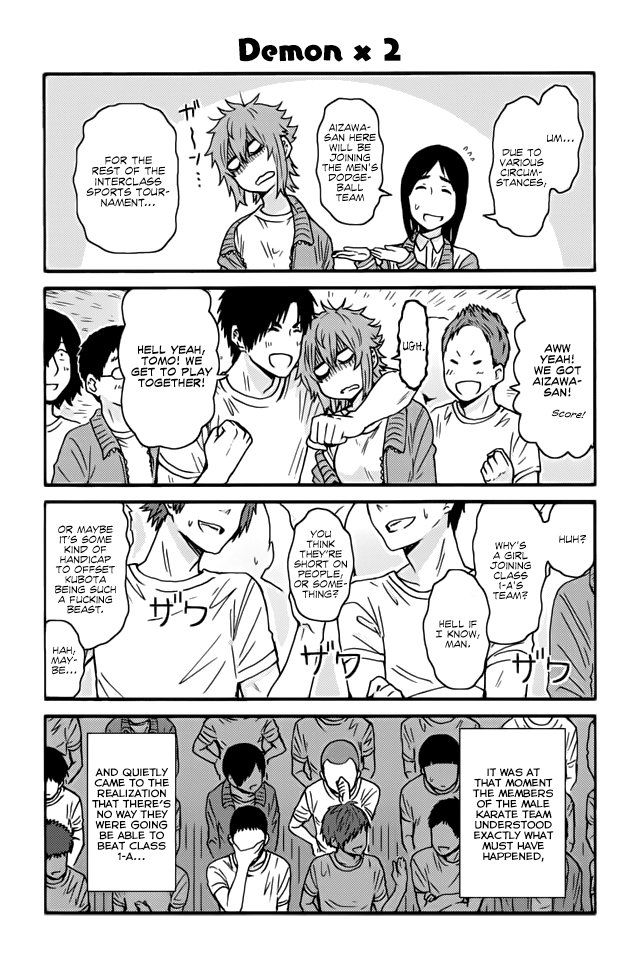 Demon x 2
UM...
DUE TO
VARIOUS
CIRCUM-
STANCES,
AIZAWA-
SAN HERE
WILL BE
JOINING
THE MEN'S
DODGE-
BALL
TEAM
FOR THE
REST OF THE
INTERCLASS
SPORTS TOUR-
NAMENT...
ガーン
AWW
YEAH!
WE GOT
AIZAWA-
SAN!
Score!
UGH.
HELL YEAH,
TOMO! WE
GET TO PLAY
TOGETHER!
HUH?
WHY'S
A GIRL
JOINING
CLASS
1-A'S
TEAM?
HELL IF
I KNOW,
MAN.
YOU
THINK
THEY'RE
SHORT ON
PEOPLE,
OR SOME-
THING?
OR MAYBE
IT'S SOME
KIND OF
HANDICAP
TO OFFSET
KUBOTA
BEING SUCH
A FUCKING
BEAST.
HAH,
MAY-
BE...
ザワ
ザワ
ザワ
IT WAS AT
THAT MOMENT
THE MEMBERS
OF THE MALE
KARATE TEAM
UNDERSTOOD
EXACTLY WHAT
MUST HAVE
HAPPENED,
AND QUIETLY
CAME TO THE
REALIZATION
THAT THERE'S
NO WAY THEY
WERE GOING
BE ABLE TO
BEAT CLASS
1-A...